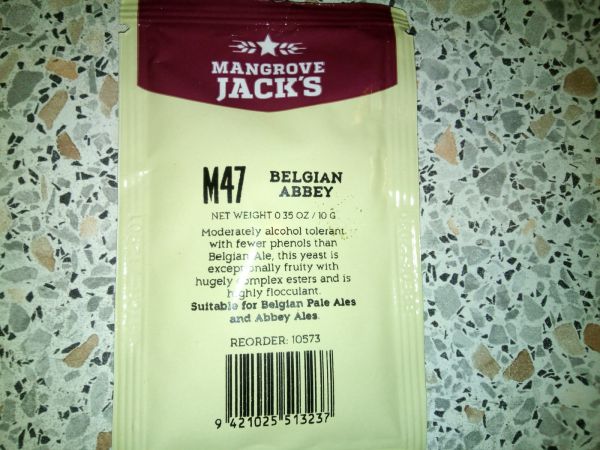 MANGROVE
JACK'S
M47 BELGIAN
ABBEY
NET WEIGHT 0.35 OZ / 10 G
Moderately alcohol tolerant
with fewer phenols than
Belgian Ale, this yeast is
exceptionally fruity with
hugely complex esters and is
highly flocculant.
Suitable for Belgian Pale Ales
and Abbey Ales.
REORDER: 10573
9 421025 513237